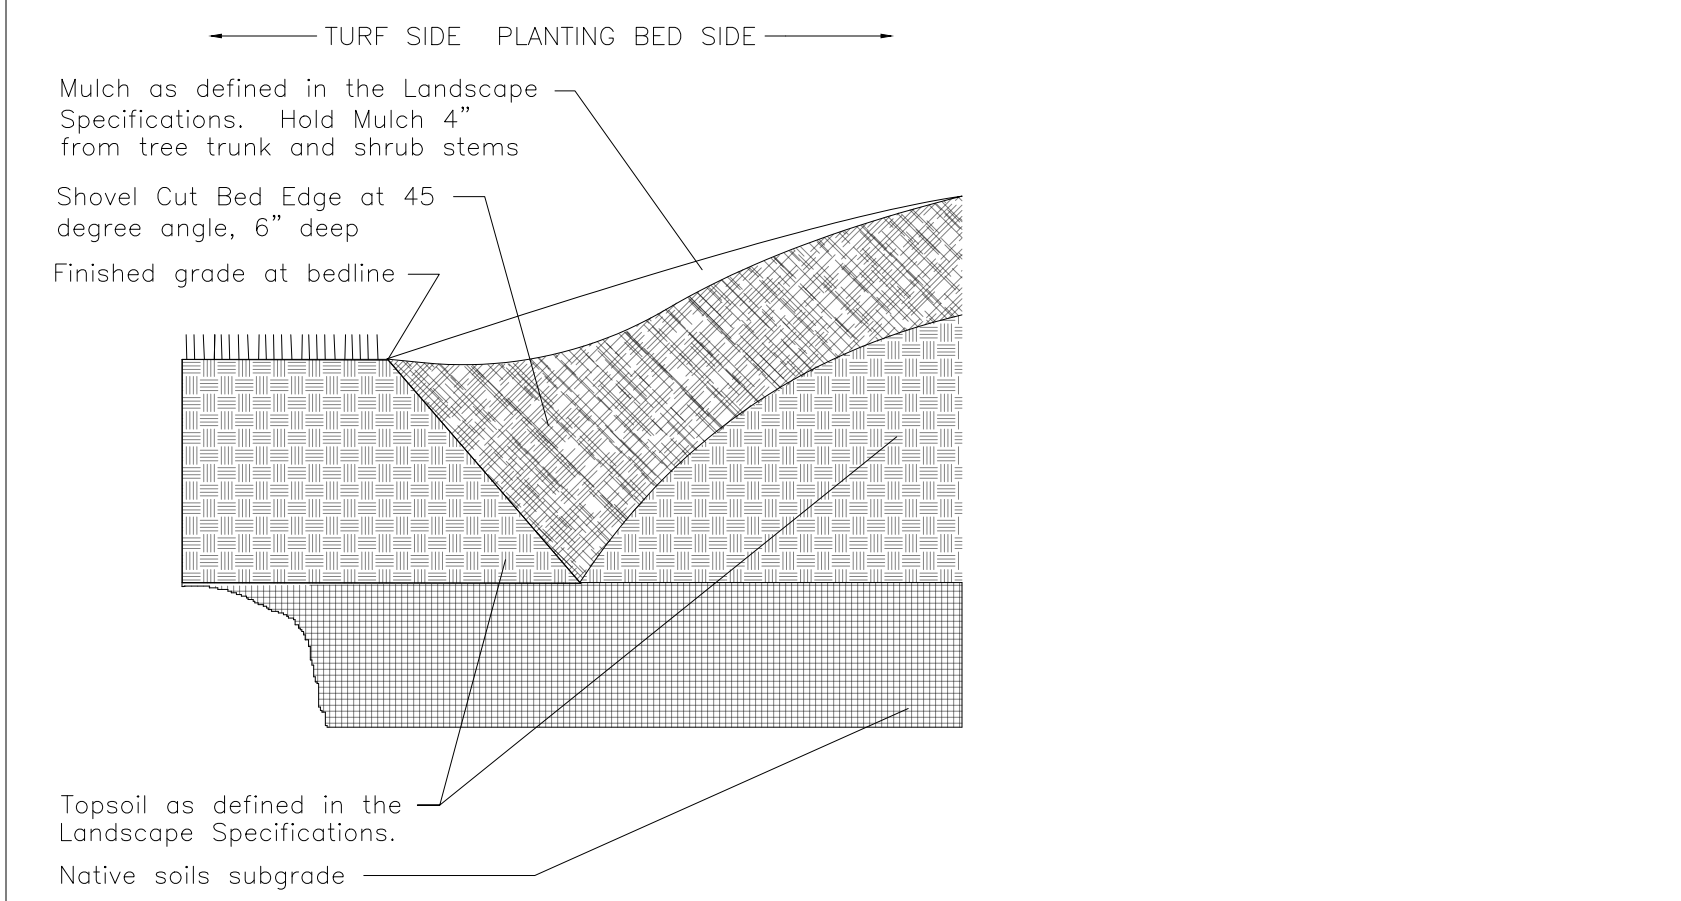 TURF SIDE PLANTING BED SIDE
Mulch as defined in the Landscape
Specifications. Hold Mulch 4"
from tree trunk and shrub stems
Shovel Cut Bed Edge at 45
degree angle, 6" deep
Finished grade at bedline
Topsoil as defined in the
Landscape Specifications.
Native soils subgrade